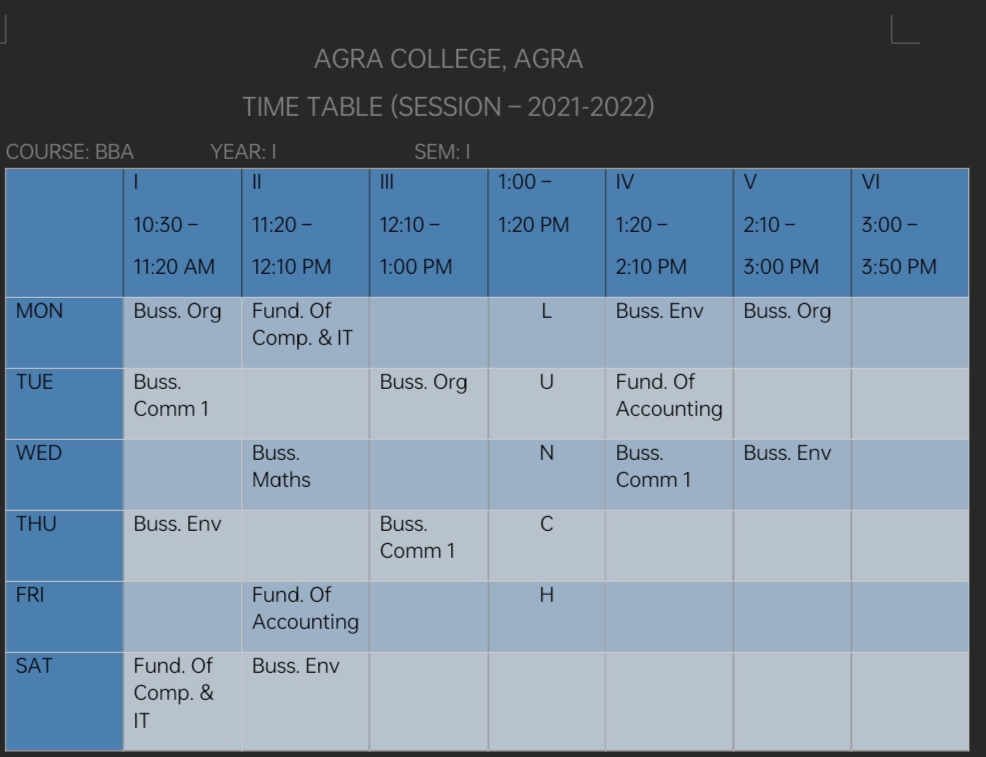 AGRA COLLEGE, AGRA
TIME TABLE (SESSION – 2021-2022)
COURSE: BBA YEAR: I SEM: I
I II III 1:00 – IV V VI
10:30 – 11:20 – 12:10 – 1:20 PM 1:20 – 2:10 – 3:00 –
11:20 AM 12:10 PM 1:00 PM 2:10 PM 3:00 PM 3:50 PM
MON Buss. Org Fund. Of L Buss. Env Buss. Org
Comp. & IT
TUE Buss. Buss. Org U Fund. Of
Comm 1 Accounting
WED Buss. N Buss. Buss. Env
Maths Comm 1
THU Buss. Env Buss. C
Comm 1
FRI Fund. Of H
Accounting
SAT Fund. Of Buss. Env
Comp. &
IT